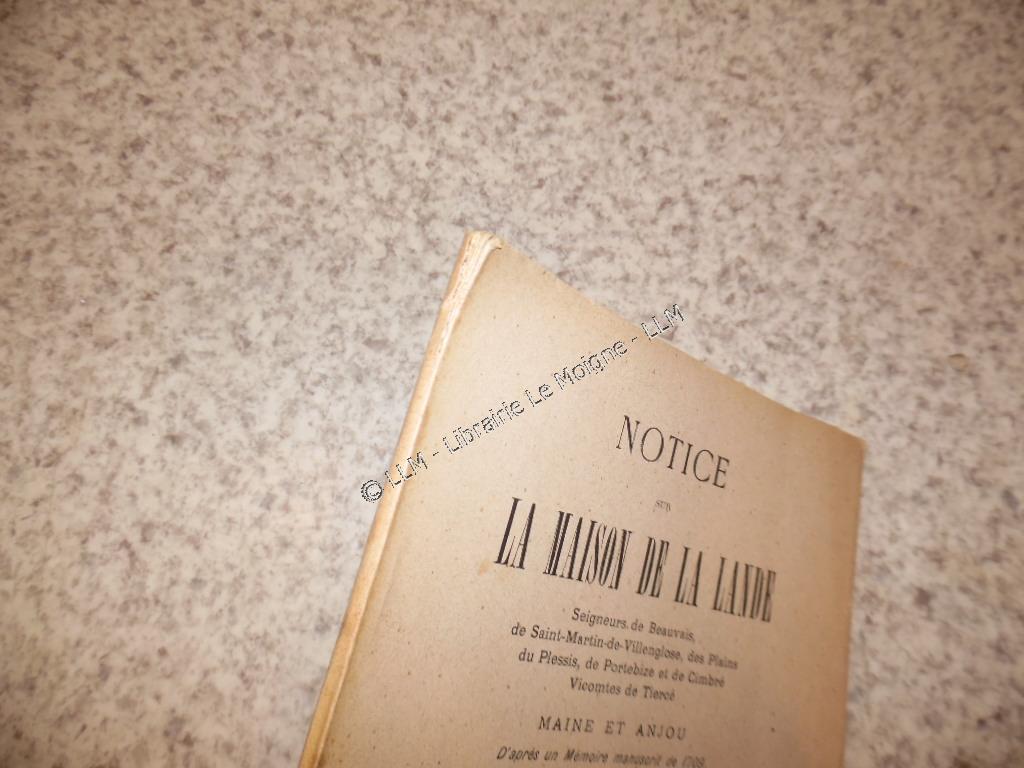 © LLM - Librairie Le Moigne - LLM
NOTICE
SUR
LA MAISON DE LA LANDE
Seigneurs de Beauvais,
de Saint-Martin-de-Villenglose, des Plains
du Plessis, de Portebize et de Cimbré
Vicomtes de Tiercé
MAINE ET ANJOU
D'après un Mémoire manuscrit de